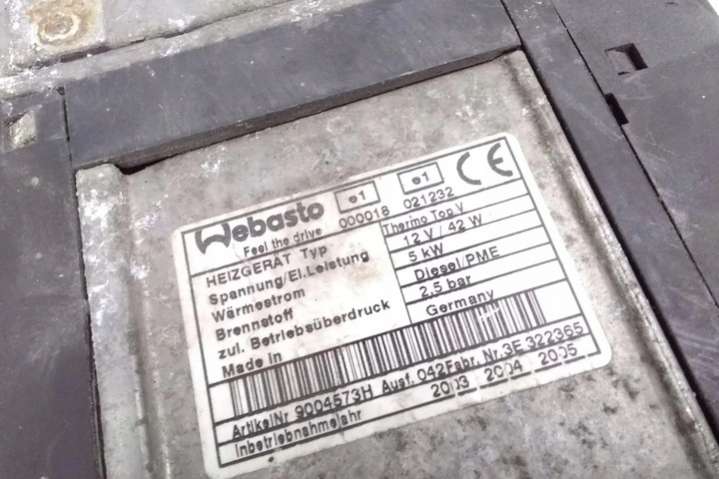 Webasto e1 e1 CE
Feel the drive 000018 021232
HEIZGERÄT Typ Thermo Top V
Spannung/El.Leistung 12 V / 42 W
Wärmestrom 5 kW
Brennstoff Diesel/PME
zul. Betriebsüberdruck 2,5 bar
Made in Germany
ArtikelNr 9004573H Ausf. 042 Fabr. Nr. 3E 322365
Inbetriebnahmejahr 2003 2004 2005